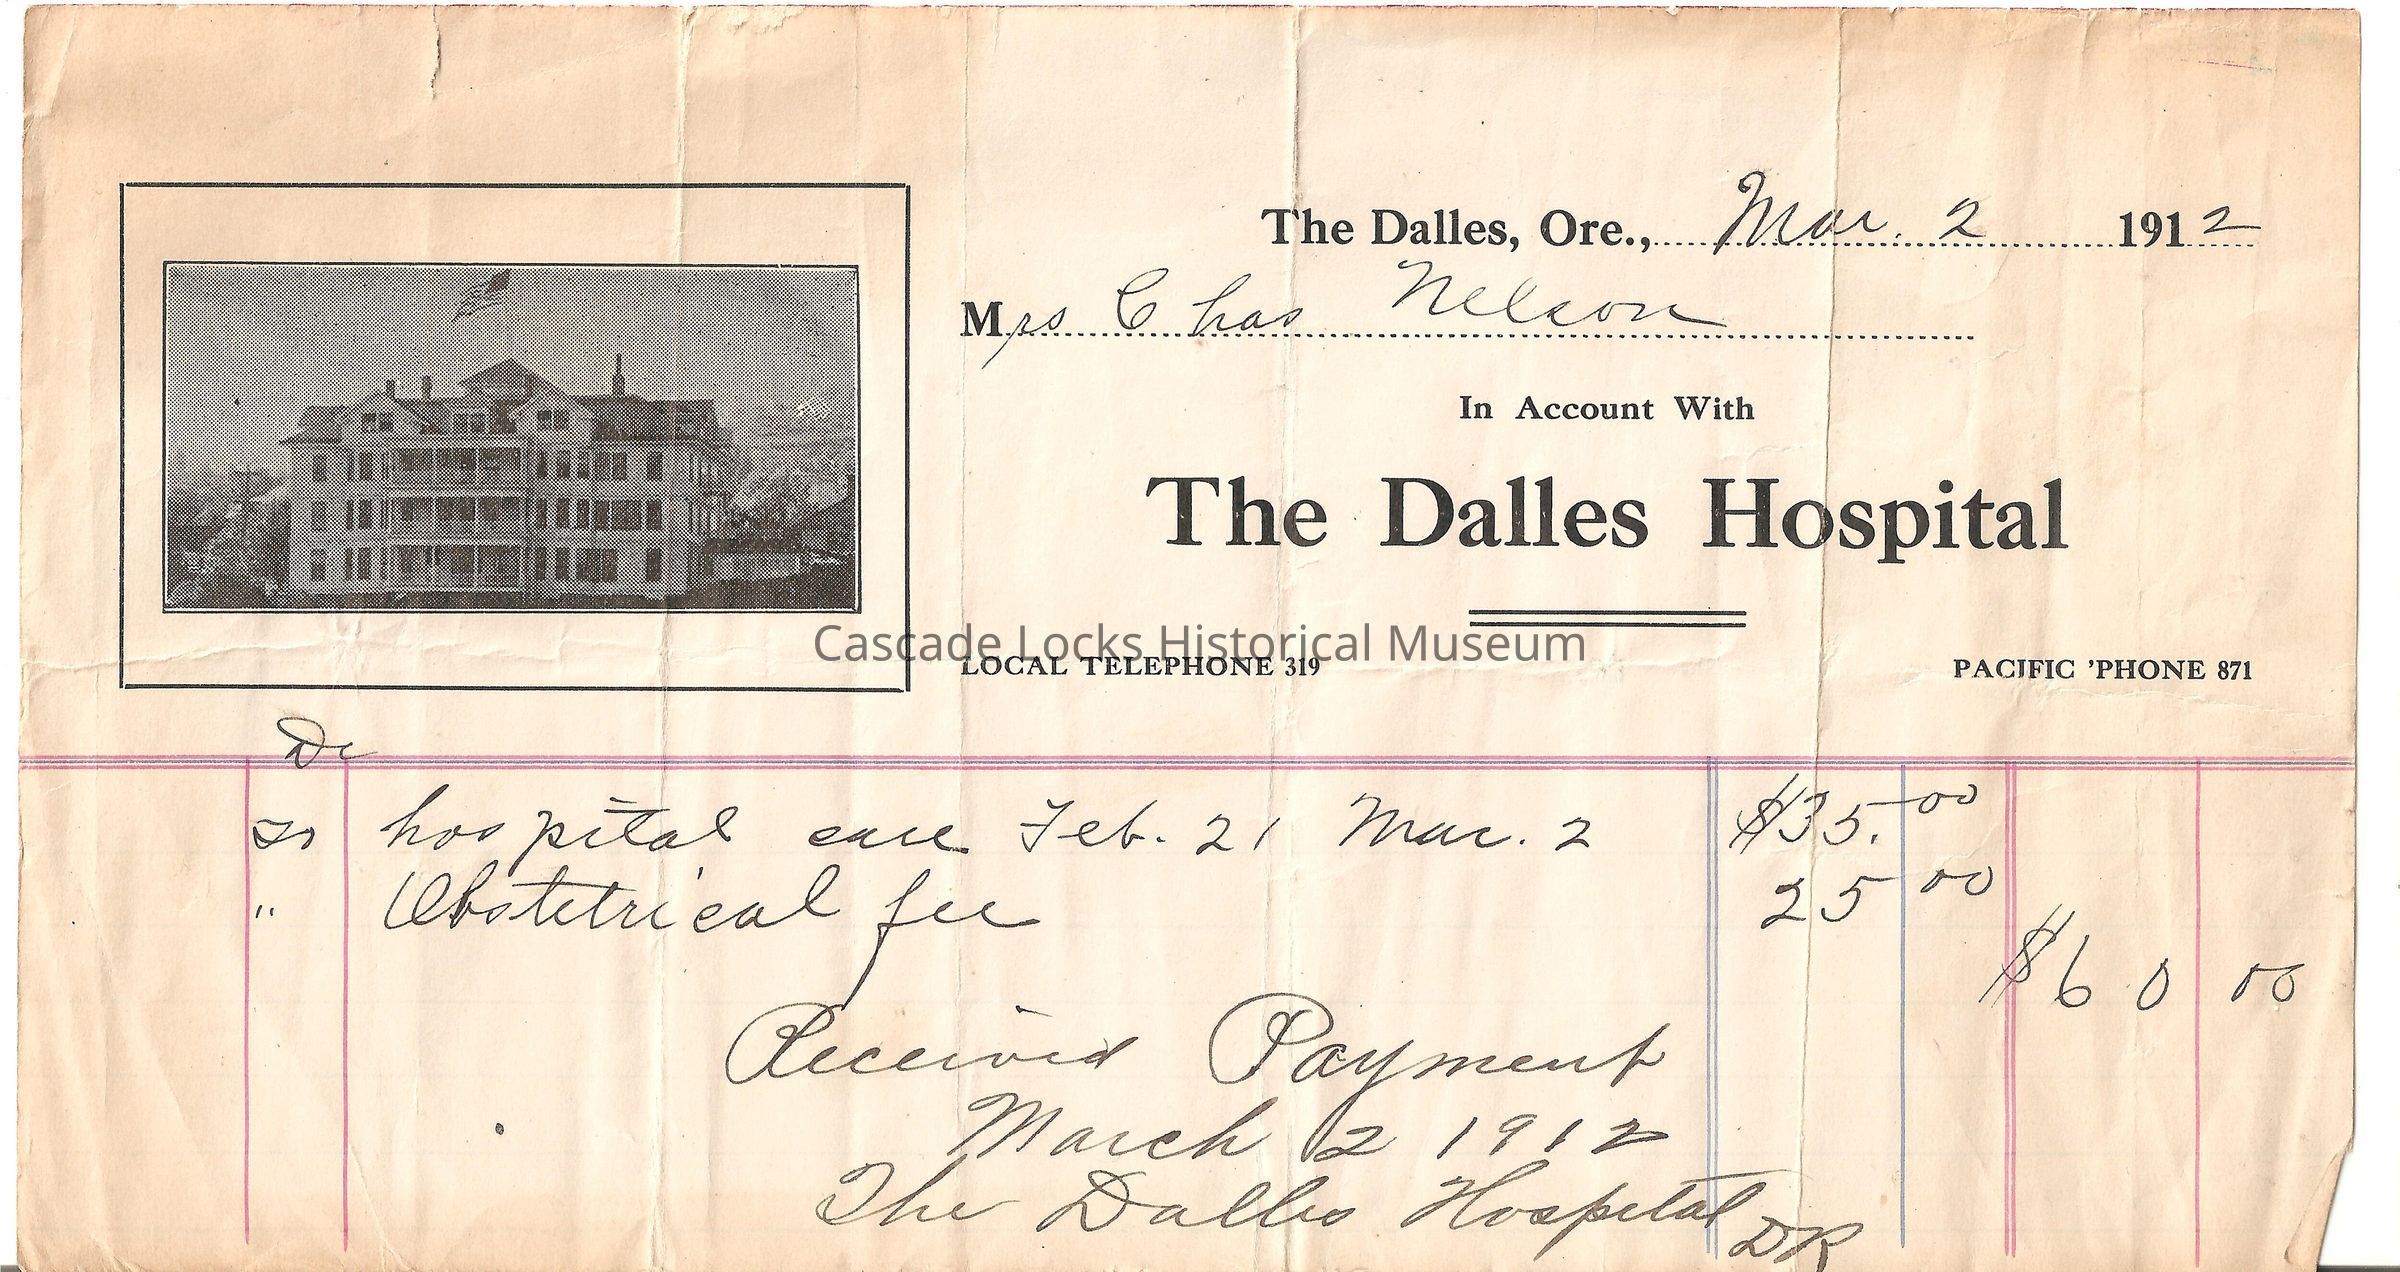 The Dalles, Ore., Mar. 2 1912
Mrs Chas Nelson
In Account With
The Dalles Hospital
Cascade Locks Historical Museum
LOCAL TELEPHONE 319 PACIFIC 'PHONE 871
Dr
To hospital care Feb. 21 Mar. 2 $35.00
" Obstetrical fee 25 00
$60 00
Received Payment
March 2 1912
The Dalles Hospital
DR